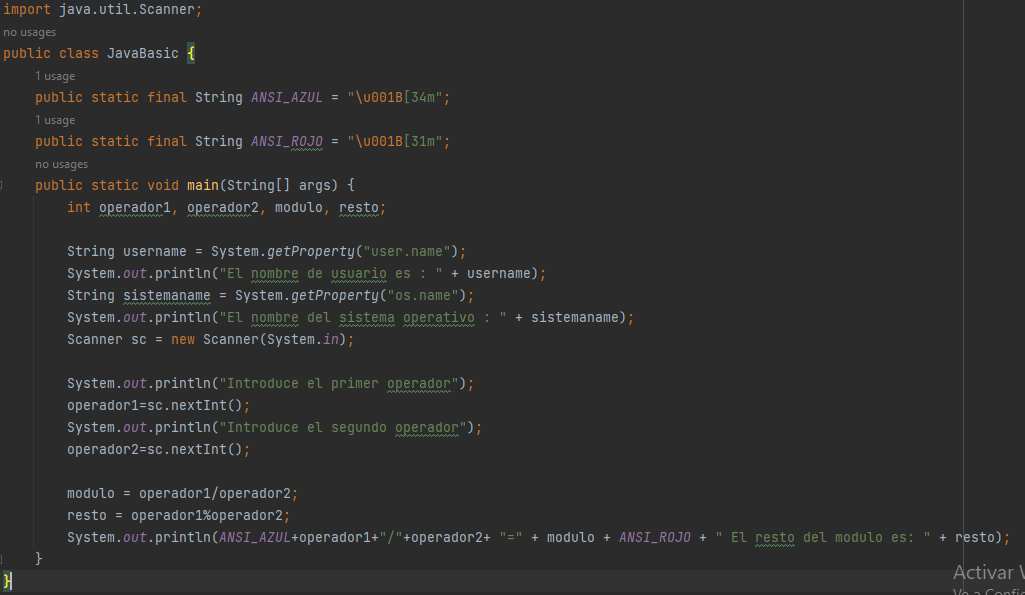 import java.util.Scanner;
no usages
public class JavaBasic {
1 usage
public static final String ANSI_AZUL = "\u001B[34m";
1 usage
public static final String ANSI_ROJO = "\u001B[31m";
no usages
public static void main(String[] args) {
int operador1, operador2, modulo, resto;
String username = System.getProperty("user.name");
System.out.println("El nombre de usuario es : " + username);
String sistemaname = System.getProperty("os.name");
System.out.println("El nombre del sistema operativo : " + sistemaname);
Scanner sc = new Scanner(System.in);
System.out.println("Introduce el primer operador");
operador1=sc.nextInt();
System.out.println("Introduce el segundo operador");
operador2=sc.nextInt();
modulo = operador1/operador2;
resto = operador1%operador2;
System.out.println(ANSI_AZUL+operador1+"/"+operador2+ "=" + modulo + ANSI_ROJO + " El resto del modulo es: " + resto);
}
}
Activar